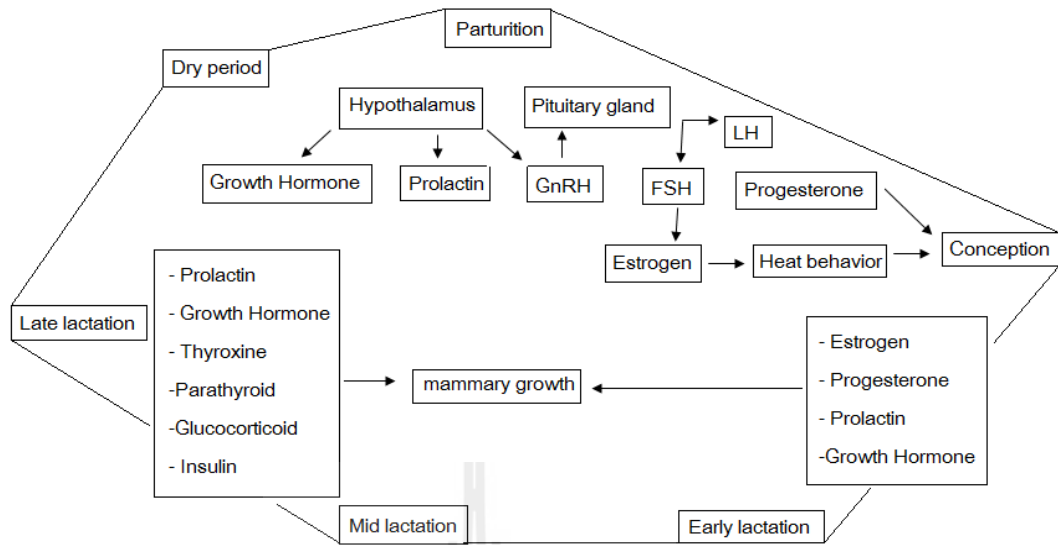 Parturition
Dry period
Hypothalamus
Pituitary gland
LH
Growth Hormone
Prolactin
GnRH
FSH
Progesterone
Estrogen
Heat behavior
Conception
- Prolactin
- Growth Hormone
- Thyroxine
-Parathyroid
-Glucocorticoid
- Insulin
Late lactation
mammary growth
- Estrogen
- Progesterone
- Prolactin
-Growth Hormone
Mid lactation
Early lactation